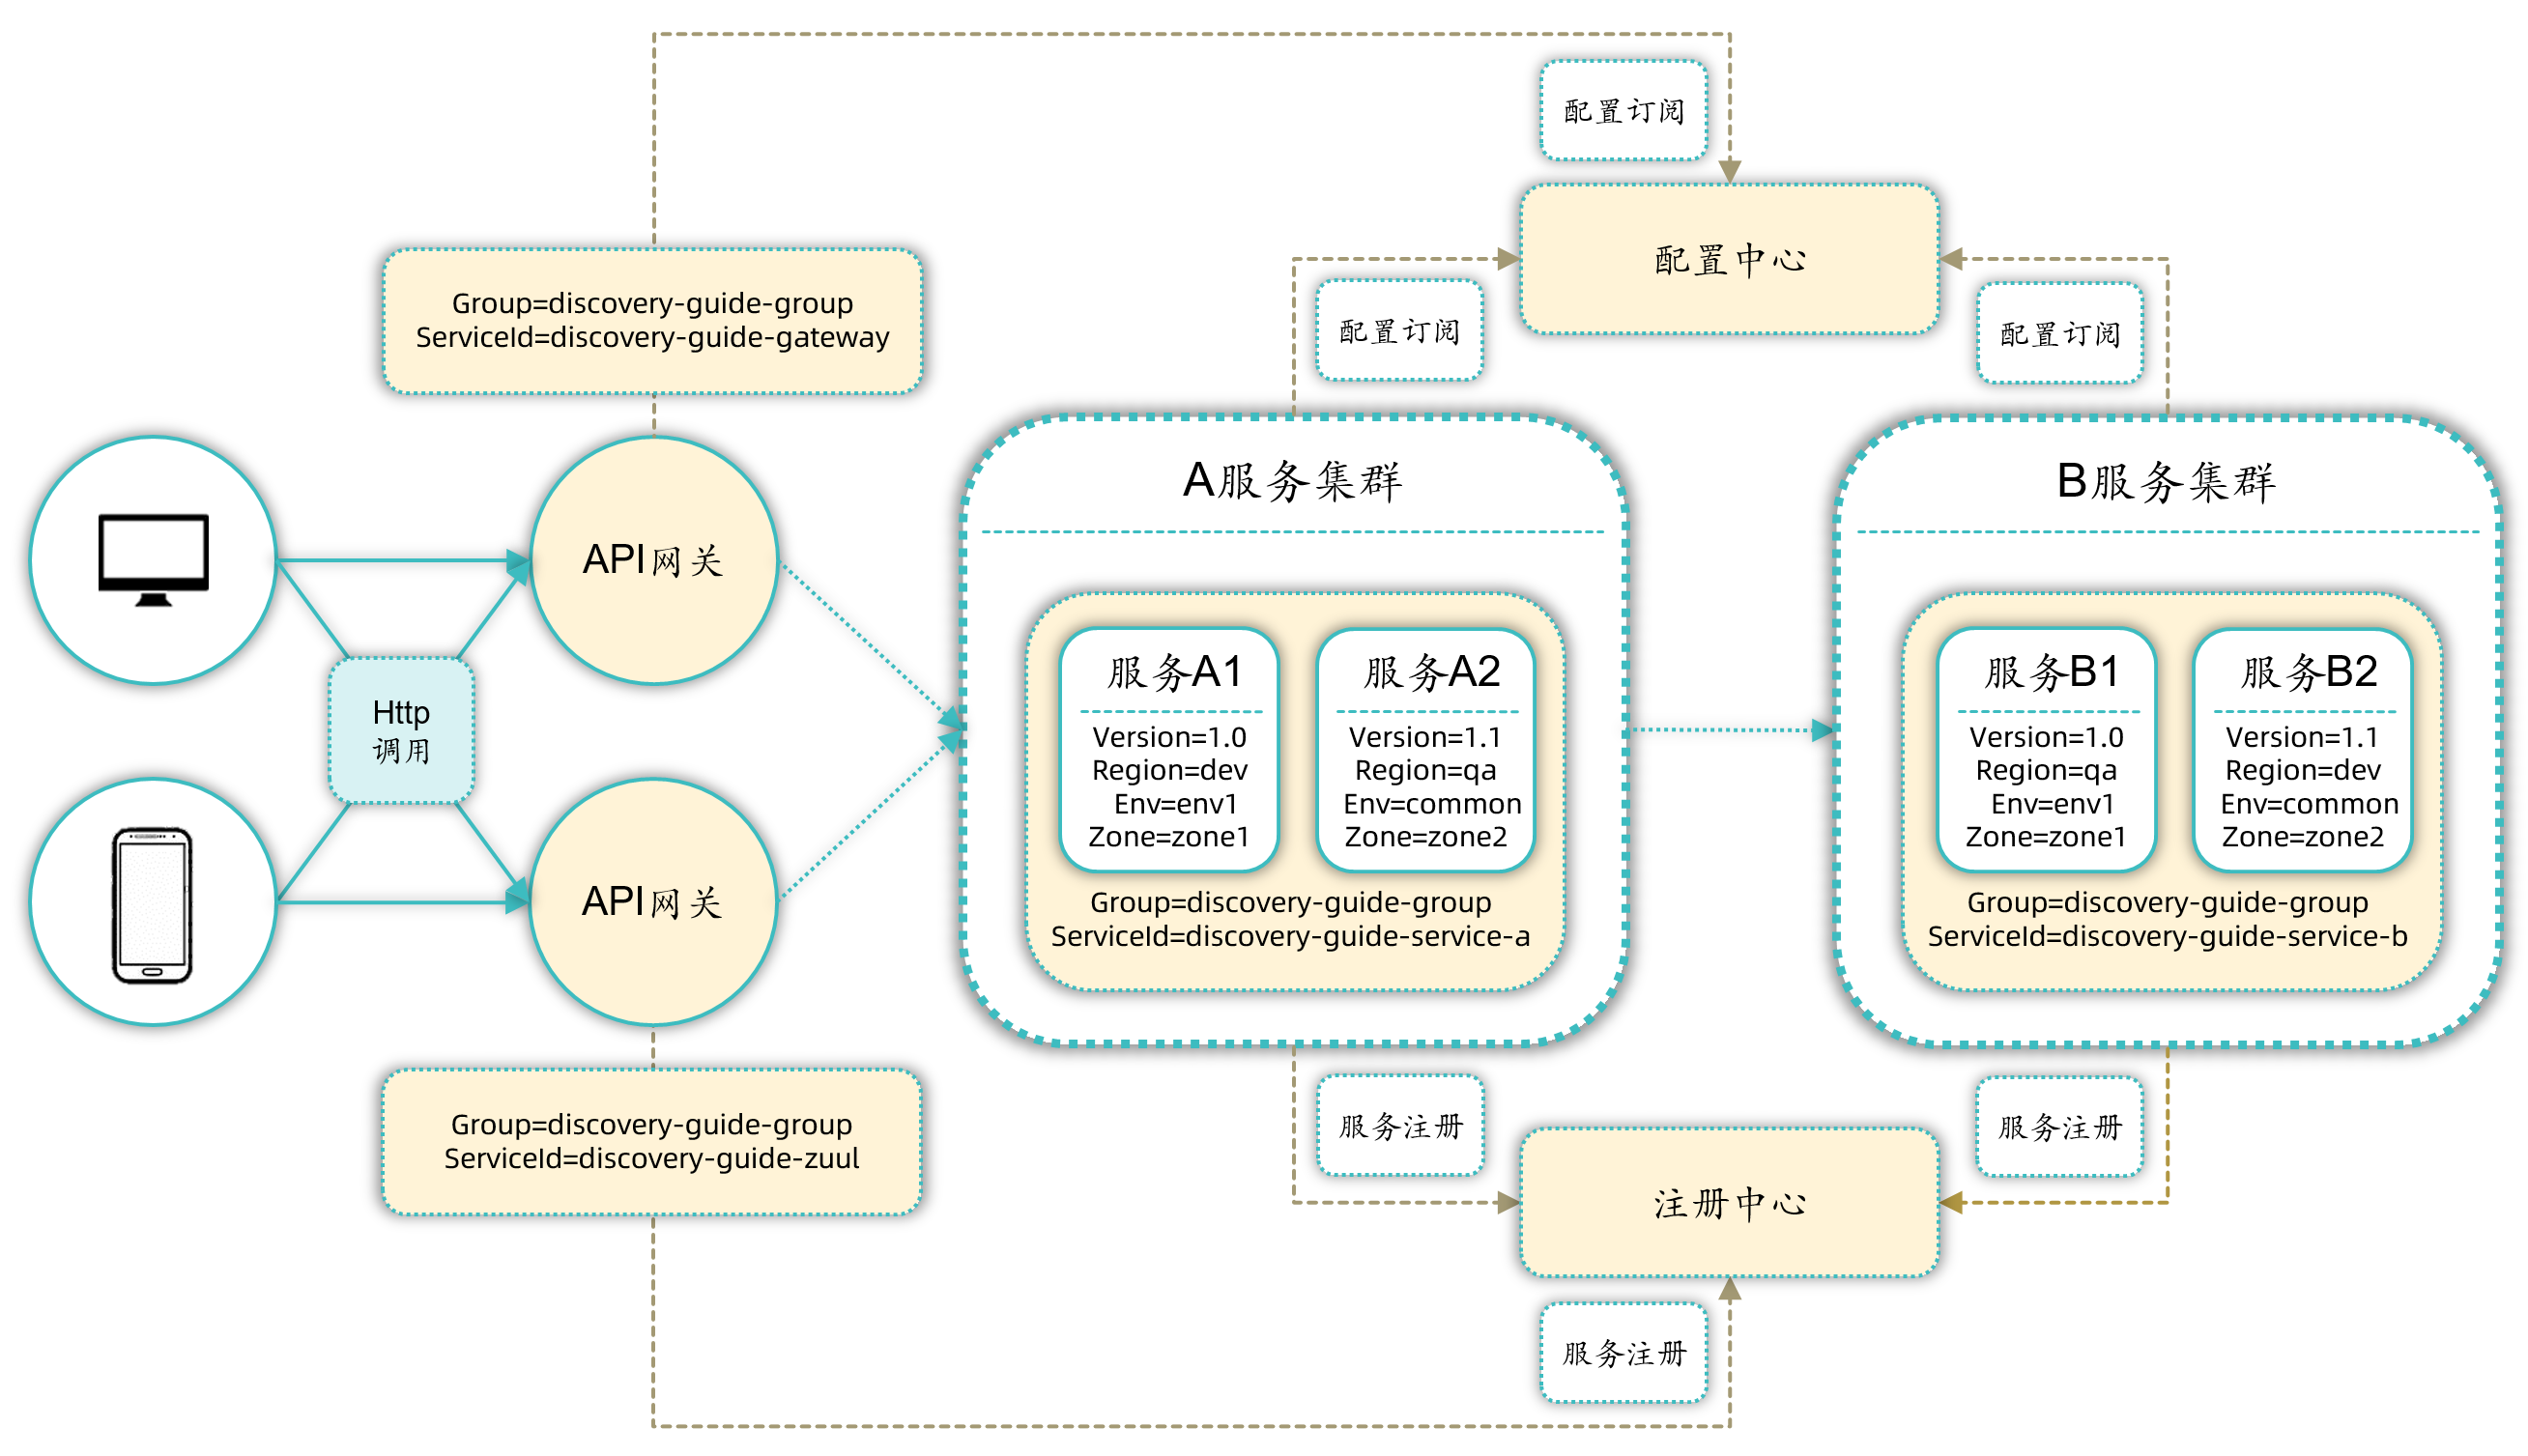 配置订阅
配置中心
配置订阅
配置订阅
Group=discovery-guide-group
ServiceId=discovery-guide-gateway
API网关
Http
调用
API网关
Group=discovery-guide-group
ServiceId=discovery-guide-zuul
A服务集群
服务A1
Version=1.0
Region=dev
Env=env1
Zone=zone1
服务A2
Version=1.1
Region=qa
Env=common
Zone=zone2
Group=discovery-guide-group
ServiceId=discovery-guide-service-a
B服务集群
服务B1
Version=1.0
Region=qa
Env=env1
Zone=zone1
服务B2
Version=1.1
Region=dev
Env=common
Zone=zone2
Group=discovery-guide-group
ServiceId=discovery-guide-service-b
服务注册
服务注册
注册中心
服务注册